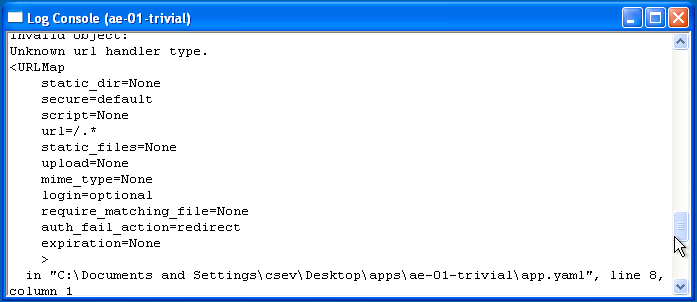 Log Console (ae-01-trivial)
Invalid object:
Unknown url handler type.
<URLMap
    static_dir=None
    secure=default
    script=None
    url=/.*
    static_files=None
    upload=None
    mime_type=None
    login=optional
    require_matching_file=None
    auth_fail_action=redirect
    expiration=None
    >
  in "C:\Documents and Settings\csev\Desktop\apps\ae-01-trivial\app.yaml", line 8,
column 1